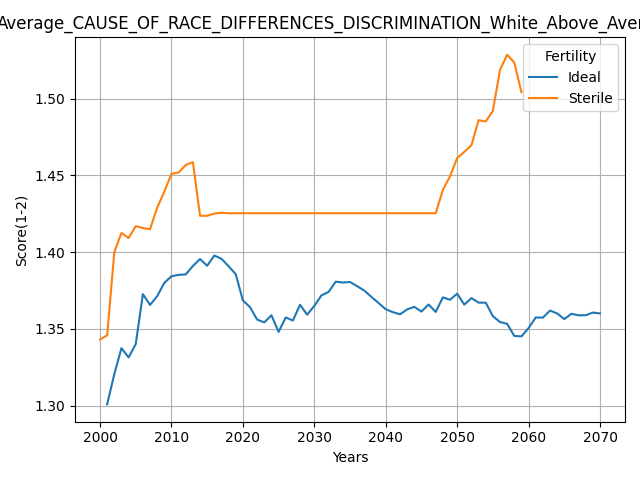 Average_CAUSE_OF_RACE_DIFFERENCES_DISCRIMINATION_White_Above_Aver
Fertility
Ideal
Sterile
1.50
1.45
1.40
1.35
1.30
Score(1-2)
2000 2010 2020 2030 2040 2050 2060 2070
Years